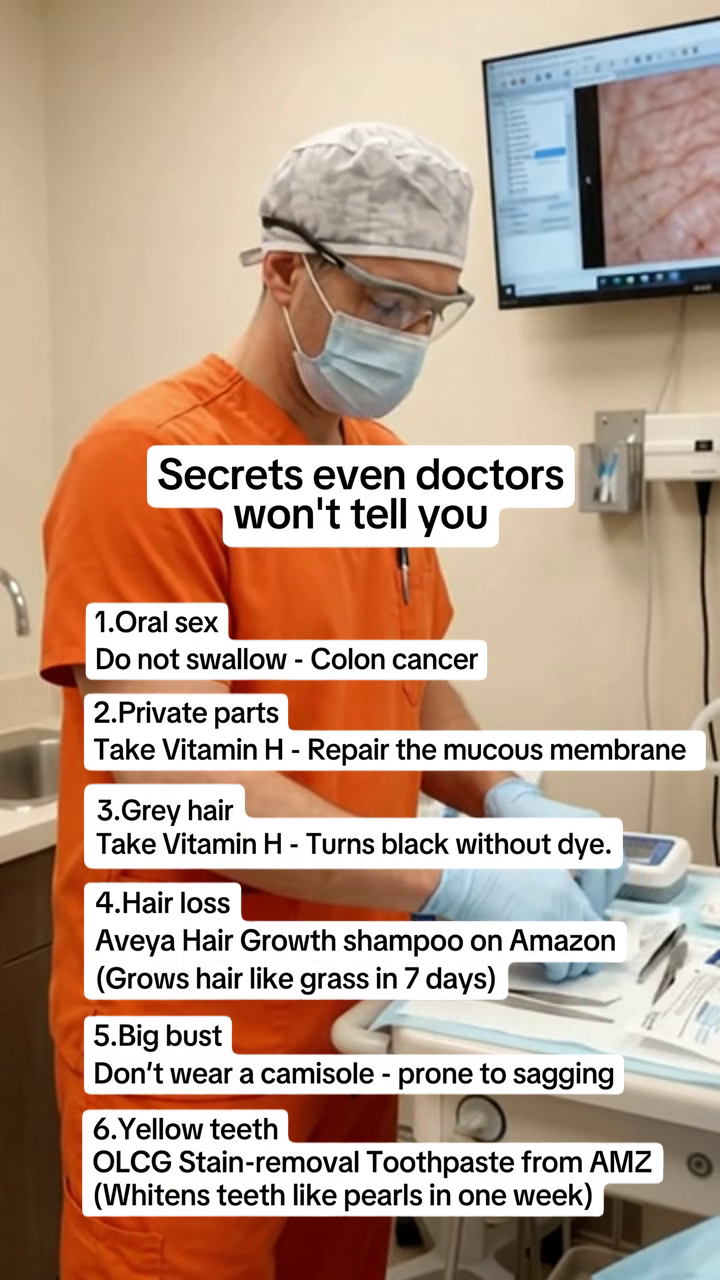 Secrets even doctors
won't tell you
1.Oral sex
Do not swallow - Colon cancer
2.Private parts
Take Vitamin H - Repair the mucous membrane
3.Grey hair
Take Vitamin H - Turns black without dye.
4.Hair loss
Aveya Hair Growth shampoo on Amazon
(Grows hair like grass in 7 days)
5.Big bust
Don’t wear a camisole - prone to sagging
6.Yellow teeth
OLCG Stain-removal Toothpaste from AMZ
(Whitens teeth like pearls in one week)